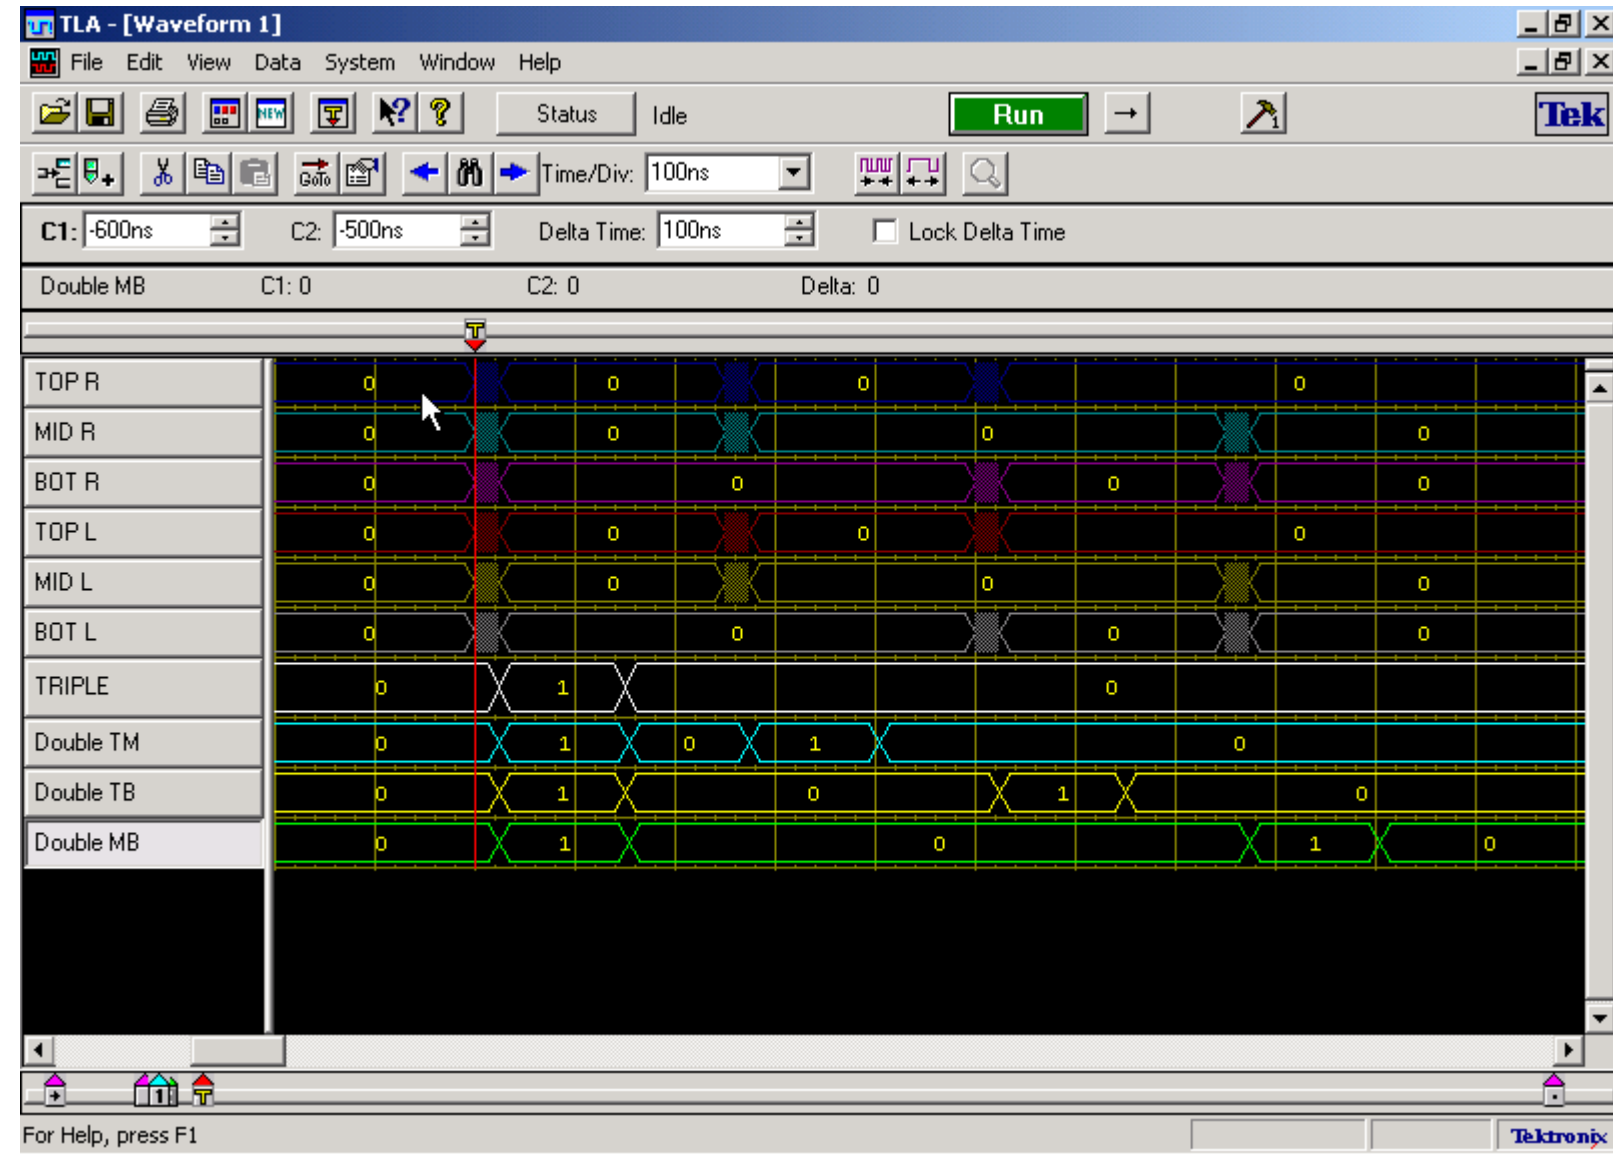 TLA - [Waveform 1]
File Edit View Data System Window Help
NEW T ? ? Status Idle Run → 1 Tek
GoTo Time/Div: 100ns
C1: -600ns C2: -500ns Delta Time: 100ns Lock Delta Time
Double MB C1: 0 C2: 0 Delta: 0
T
TOP R 0 0 0 0
MID R 0 0 0 0
BOT R 0 0 0 0
TOP L 0 0 0 0
MID L 0 0 0 0
BOT L 0 0 0 0
TRIPLE 0 1 0
Double TM 0 1 0 1 0
Double TB 0 1 0 1 0
Double MB 0 1 0 1 0
1 T
For Help, press F1 Tektronix